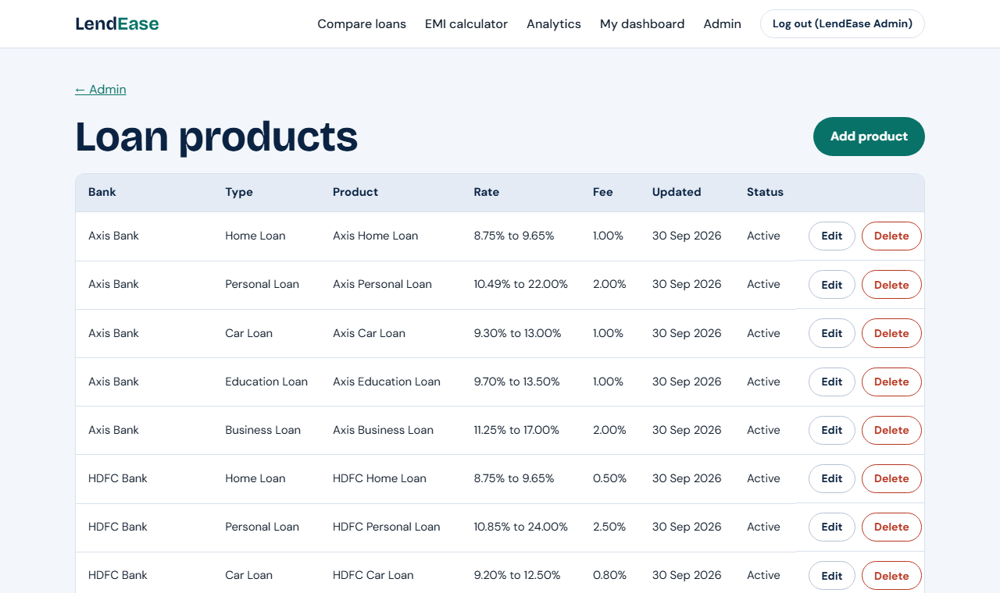 LendEase Compare loans EMI calculator Analytics My dashboard Admin Log out (LendEase Admin)
← Admin
Loan products Add product
Bank Type Product Rate Fee Updated Status
Axis Bank Home Loan Axis Home Loan 8.75% to 9.65% 1.00% 30 Sep 2026 Active Edit Delete
Axis Bank Personal Loan Axis Personal Loan 10.49% to 22.00% 2.00% 30 Sep 2026 Active Edit Delete
Axis Bank Car Loan Axis Car Loan 9.30% to 13.00% 1.00% 30 Sep 2026 Active Edit Delete
Axis Bank Education Loan Axis Education Loan 9.70% to 13.50% 1.00% 30 Sep 2026 Active Edit Delete
Axis Bank Business Loan Axis Business Loan 11.25% to 17.00% 2.00% 30 Sep 2026 Active Edit Delete
HDFC Bank Home Loan HDFC Home Loan 8.75% to 9.65% 0.50% 30 Sep 2026 Active Edit Delete
HDFC Bank Personal Loan HDFC Personal Loan 10.85% to 24.00% 2.50% 30 Sep 2026 Active Edit Delete
HDFC Bank Car Loan HDFC Car Loan 9.20% to 12.50% 0.80% 30 Sep 2026 Active Edit Delete